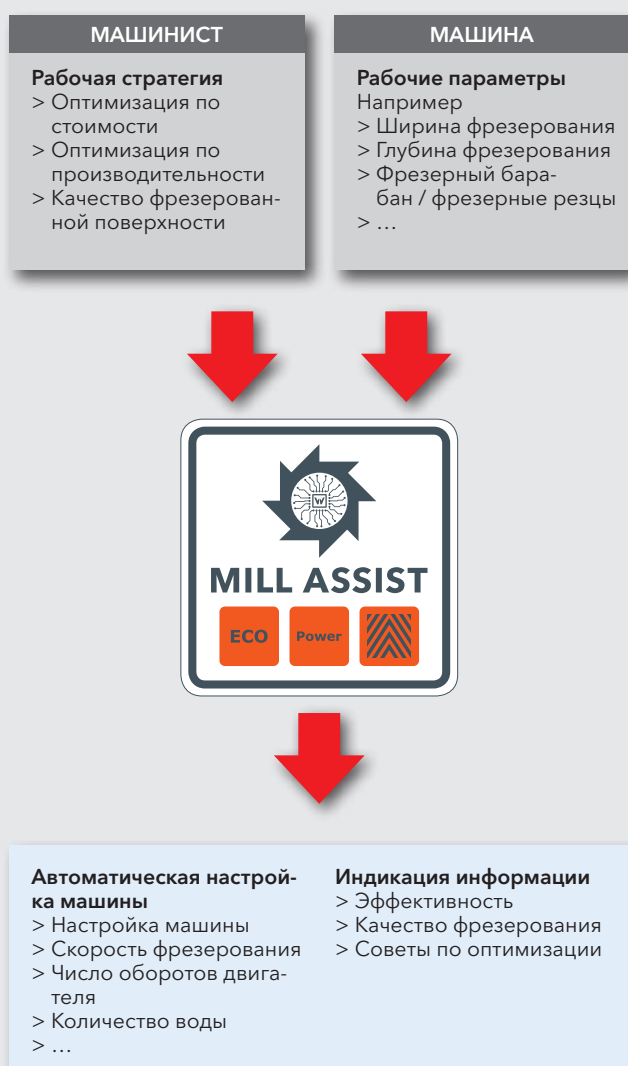 МАШИНИСТ
Рабочая стратегия
> Оптимизация по
стоимости
> Оптимизация по
производительности
> Качество фрезерован-
ной поверхности
МАШИНА
Рабочие параметры
Например
> Ширина фрезерования
> Глубина фрезерования
> Фрезерный бара-
бан / фрезерные резцы
> …
W
MILL ASSIST
ECO
Power
Автоматическая настрой-
ка машины
> Настройка машины
> Скорость фрезерования
> Число оборотов двига-
теля
> Количество воды
> …
Индикация информации
> Эффективность
> Качество фрезерования
> Советы по оптимизации